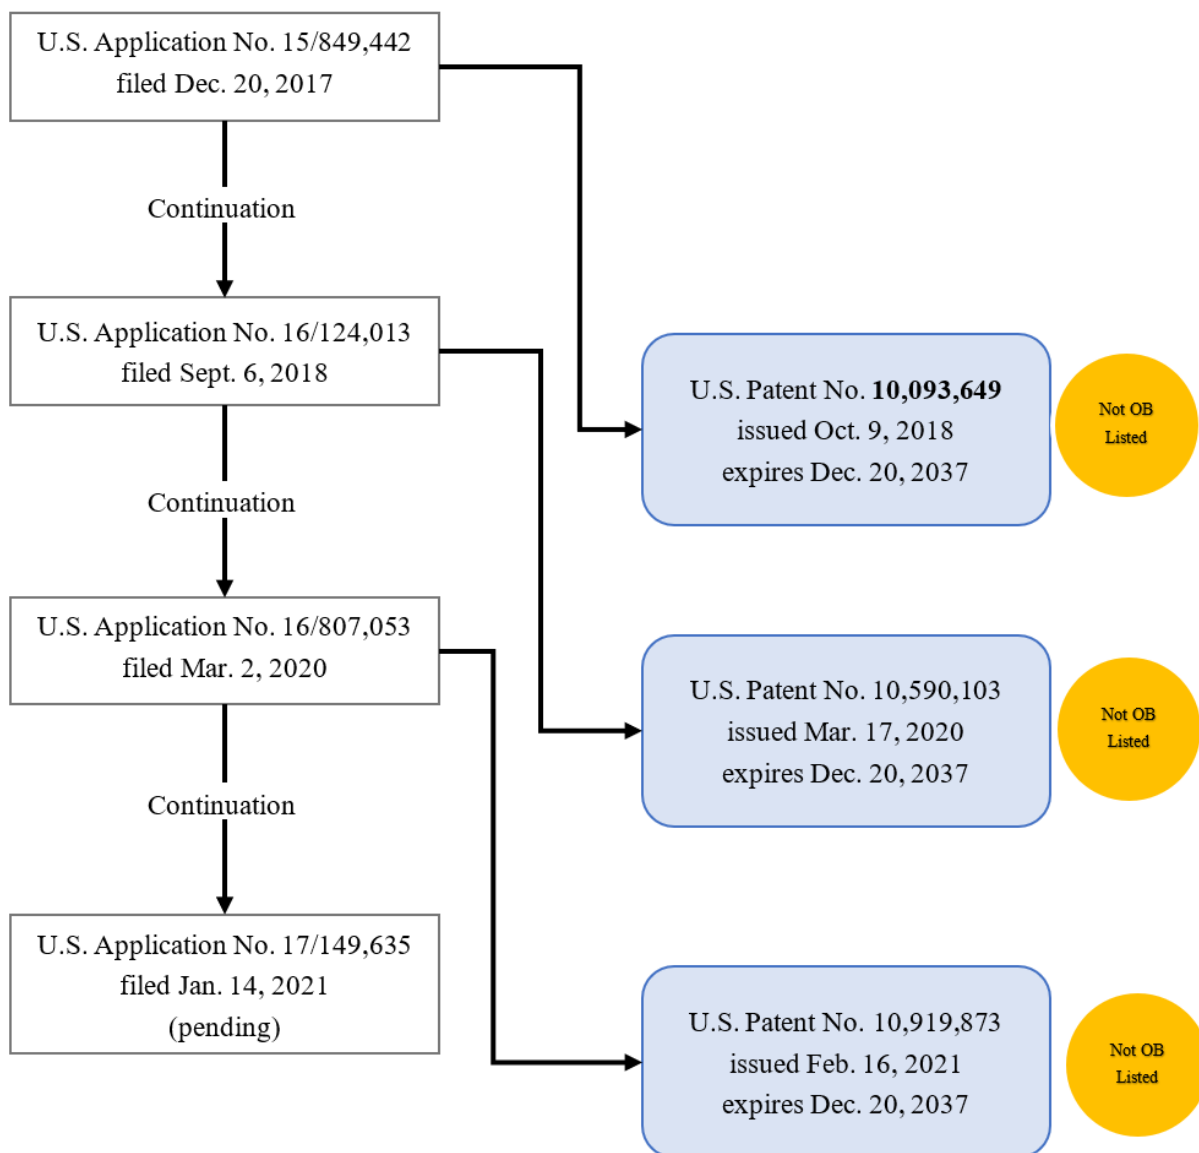 U.S. Application No. 15/849,442
filed Dec. 20, 2017
Continuation
U.S. Application No. 16/124,013
filed Sept. 6, 2018
U.S. Patent No. 10,093,649
issued Oct. 9, 2018
expires Dec. 20, 2037
Not OB
Listed
Continuation
U.S. Application No. 16/807,053
filed Mar. 2, 2020
U.S. Patent No. 10,590,103
issued Mar. 17, 2020
expires Dec. 20, 2037
Not OB
Listed
Continuation
U.S. Application No. 17/149,635
filed Jan. 14, 2021
(pending)
U.S. Patent No. 10,919,873
issued Feb. 16, 2021
expires Dec. 20, 2037
Not OB
Listed